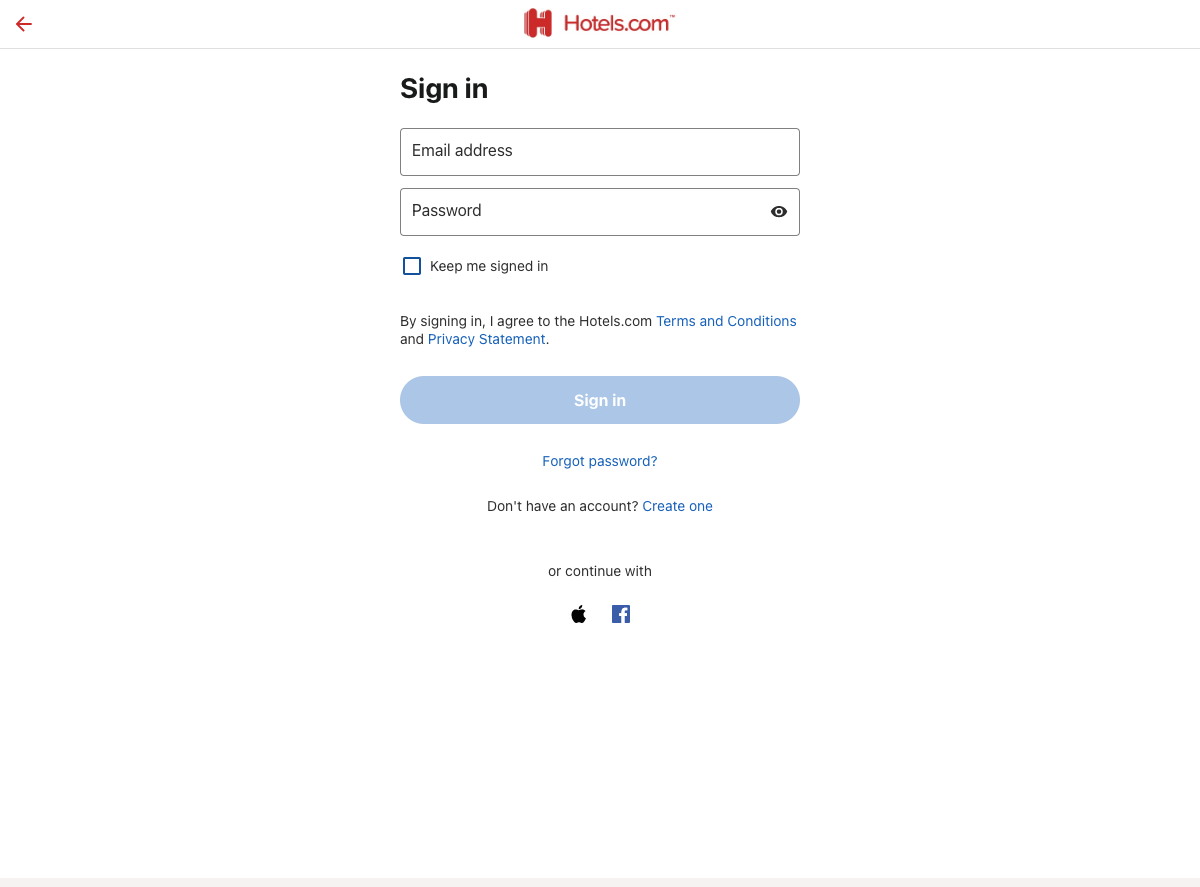 Hotels.com™
Sign in
Email address
Password
Keep me signed in
By signing in, I agree to the Hotels.com Terms and Conditions
and Privacy Statement.
Sign in
Forgot password?
Don't have an account? Create one
or continue with